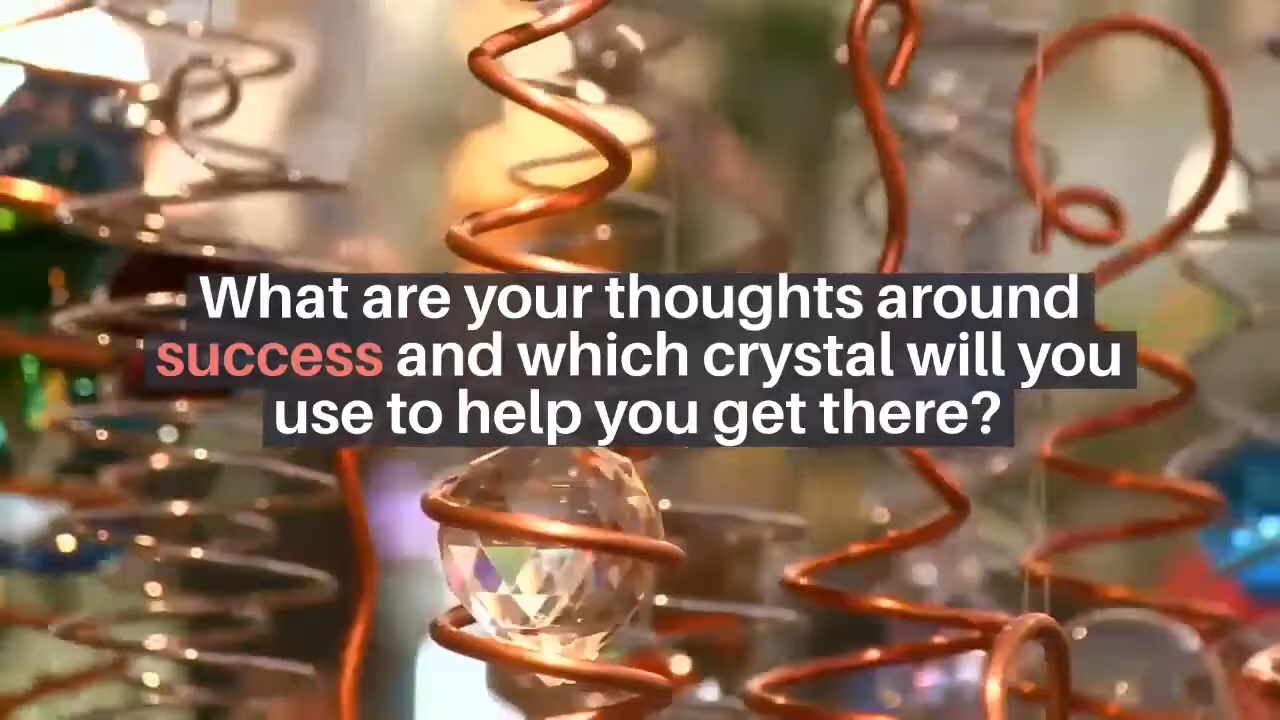 What are your thoughts around
success and which crystal will you
use to help you get there?